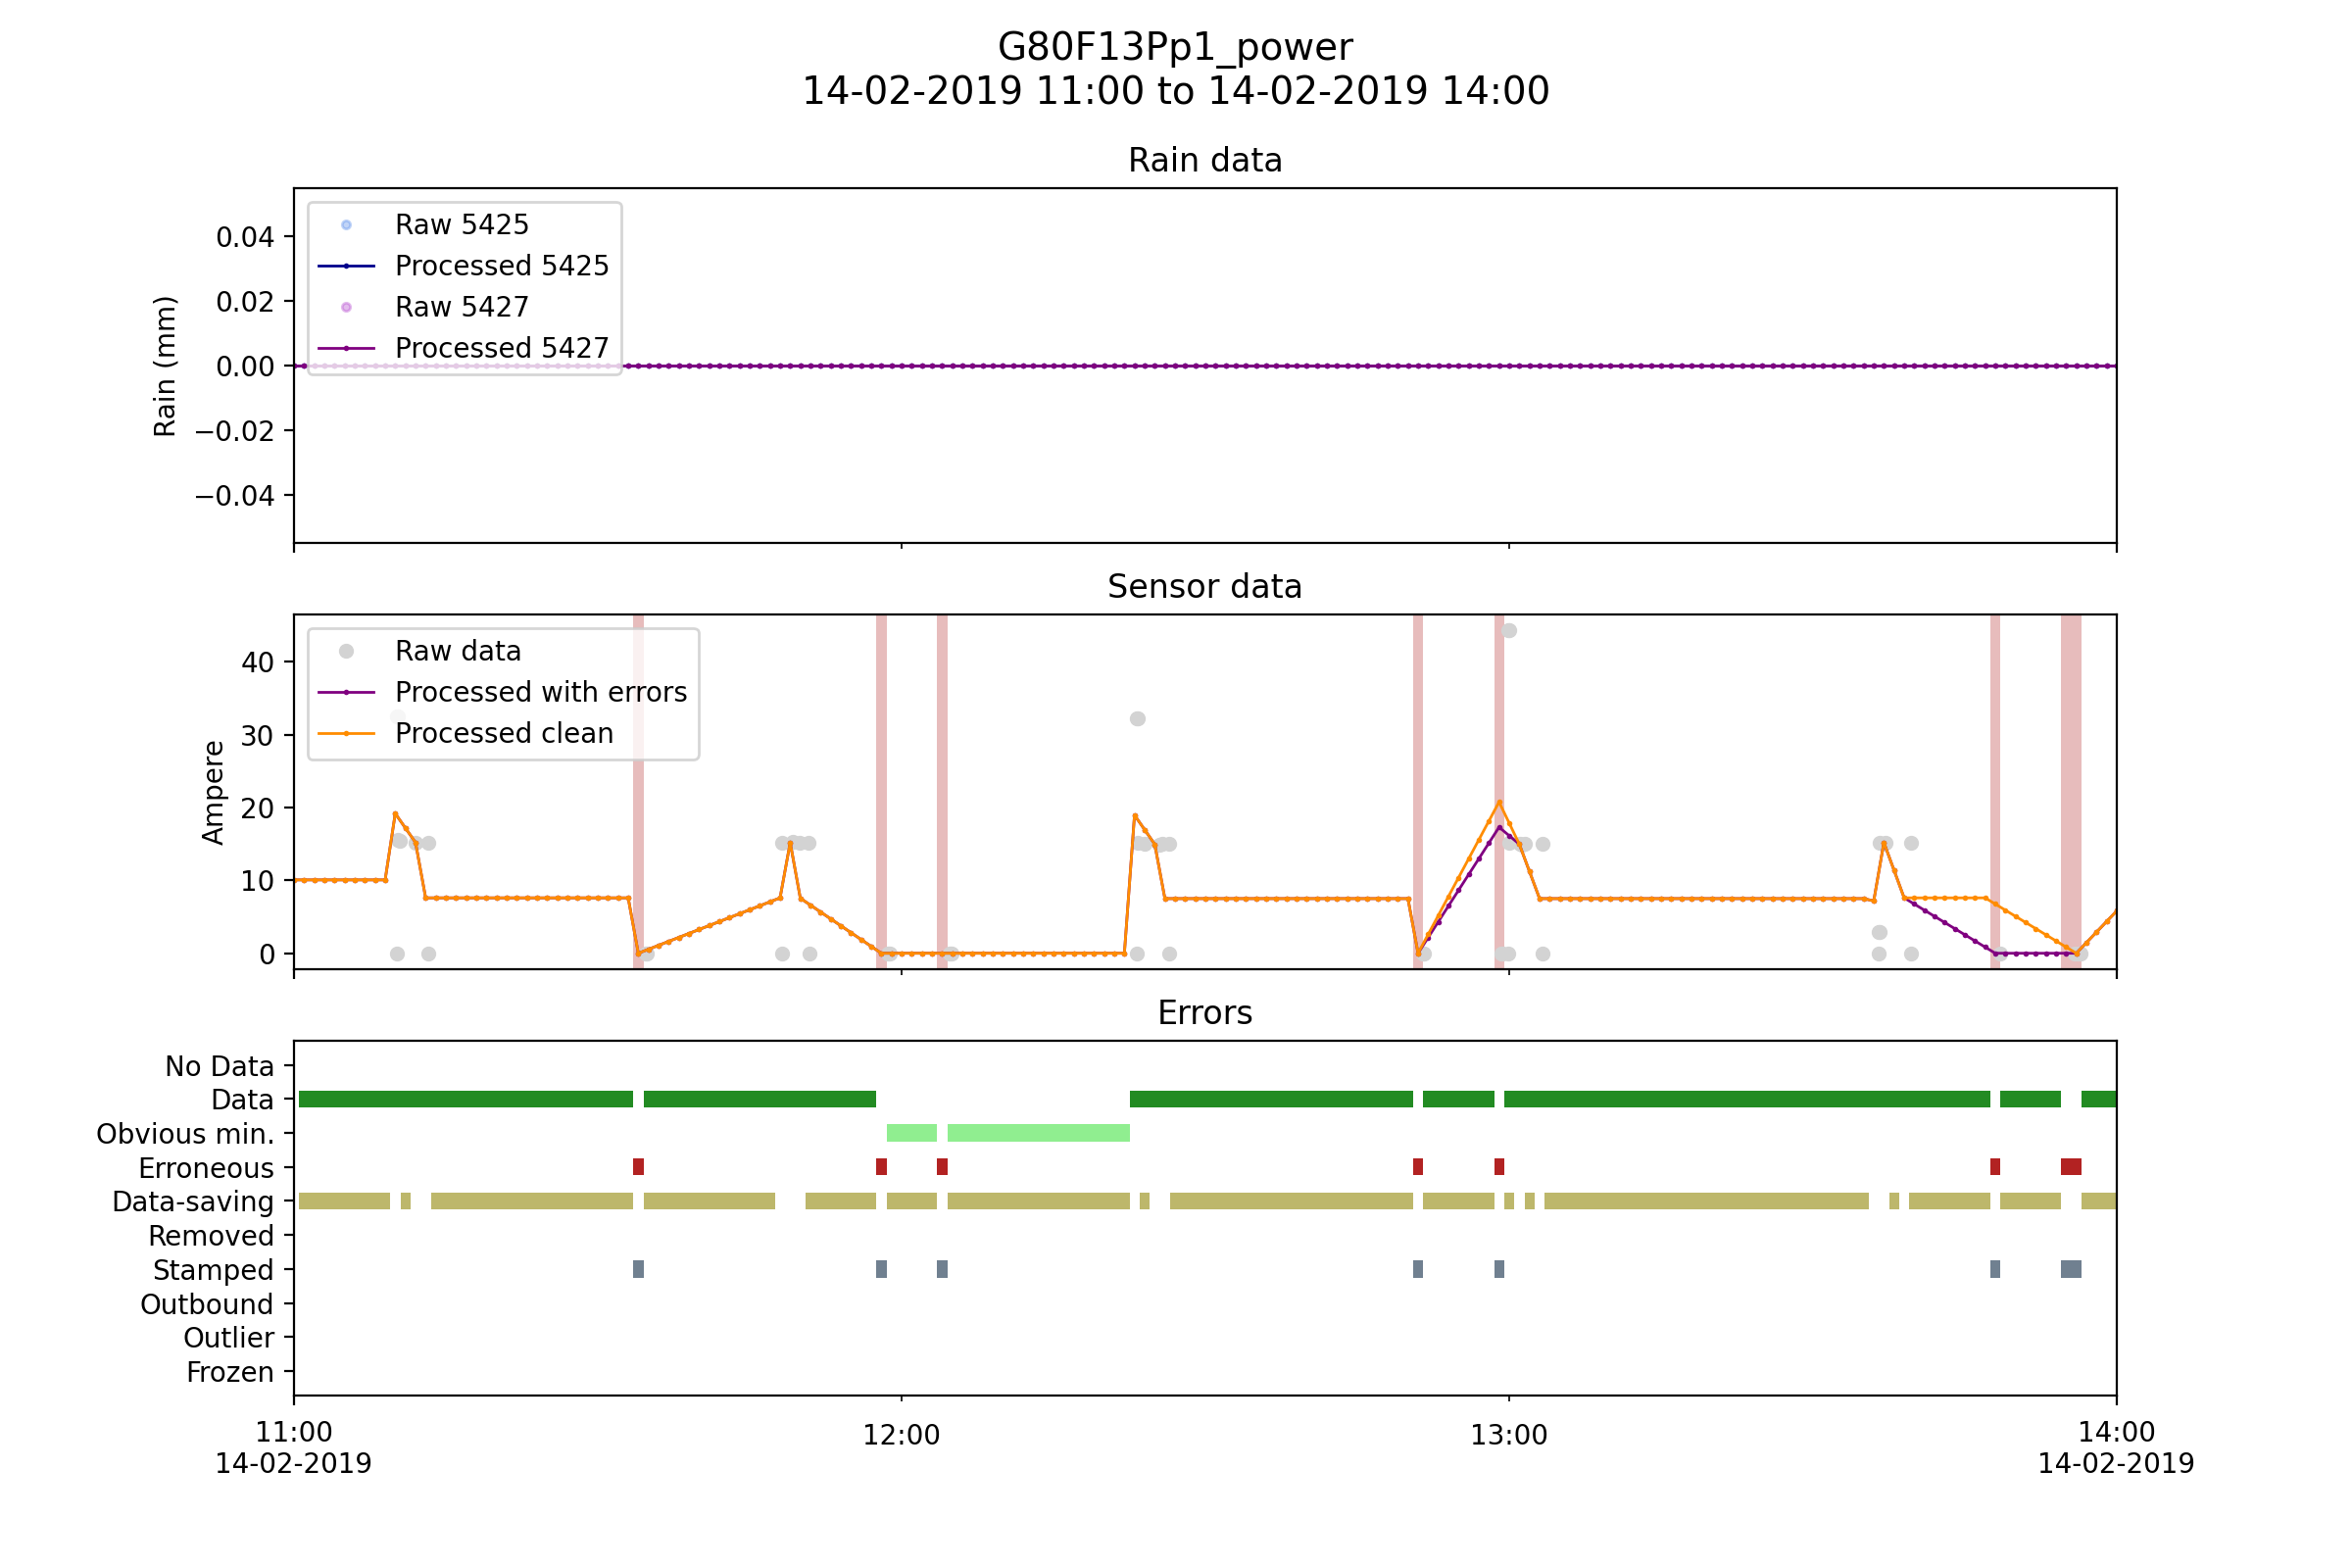 G80F13Pp1_power
14-02-2019 11:00 to 14-02-2019 14:00
Rain data
Rain (mm)
0.04
0.02
0.00
−0.02
−0.04
Raw 5425
Processed 5425
Raw 5427
Processed 5427
Sensor data
Ampere
40
30
20
10
0
Raw data
Processed with errors
Processed clean
Errors
No Data
Data
Obvious min.
Erroneous
Data-saving
Removed
Stamped
Outbound
Outlier
Frozen
11:00
14-02-2019
12:00
13:00
14:00
14-02-2019